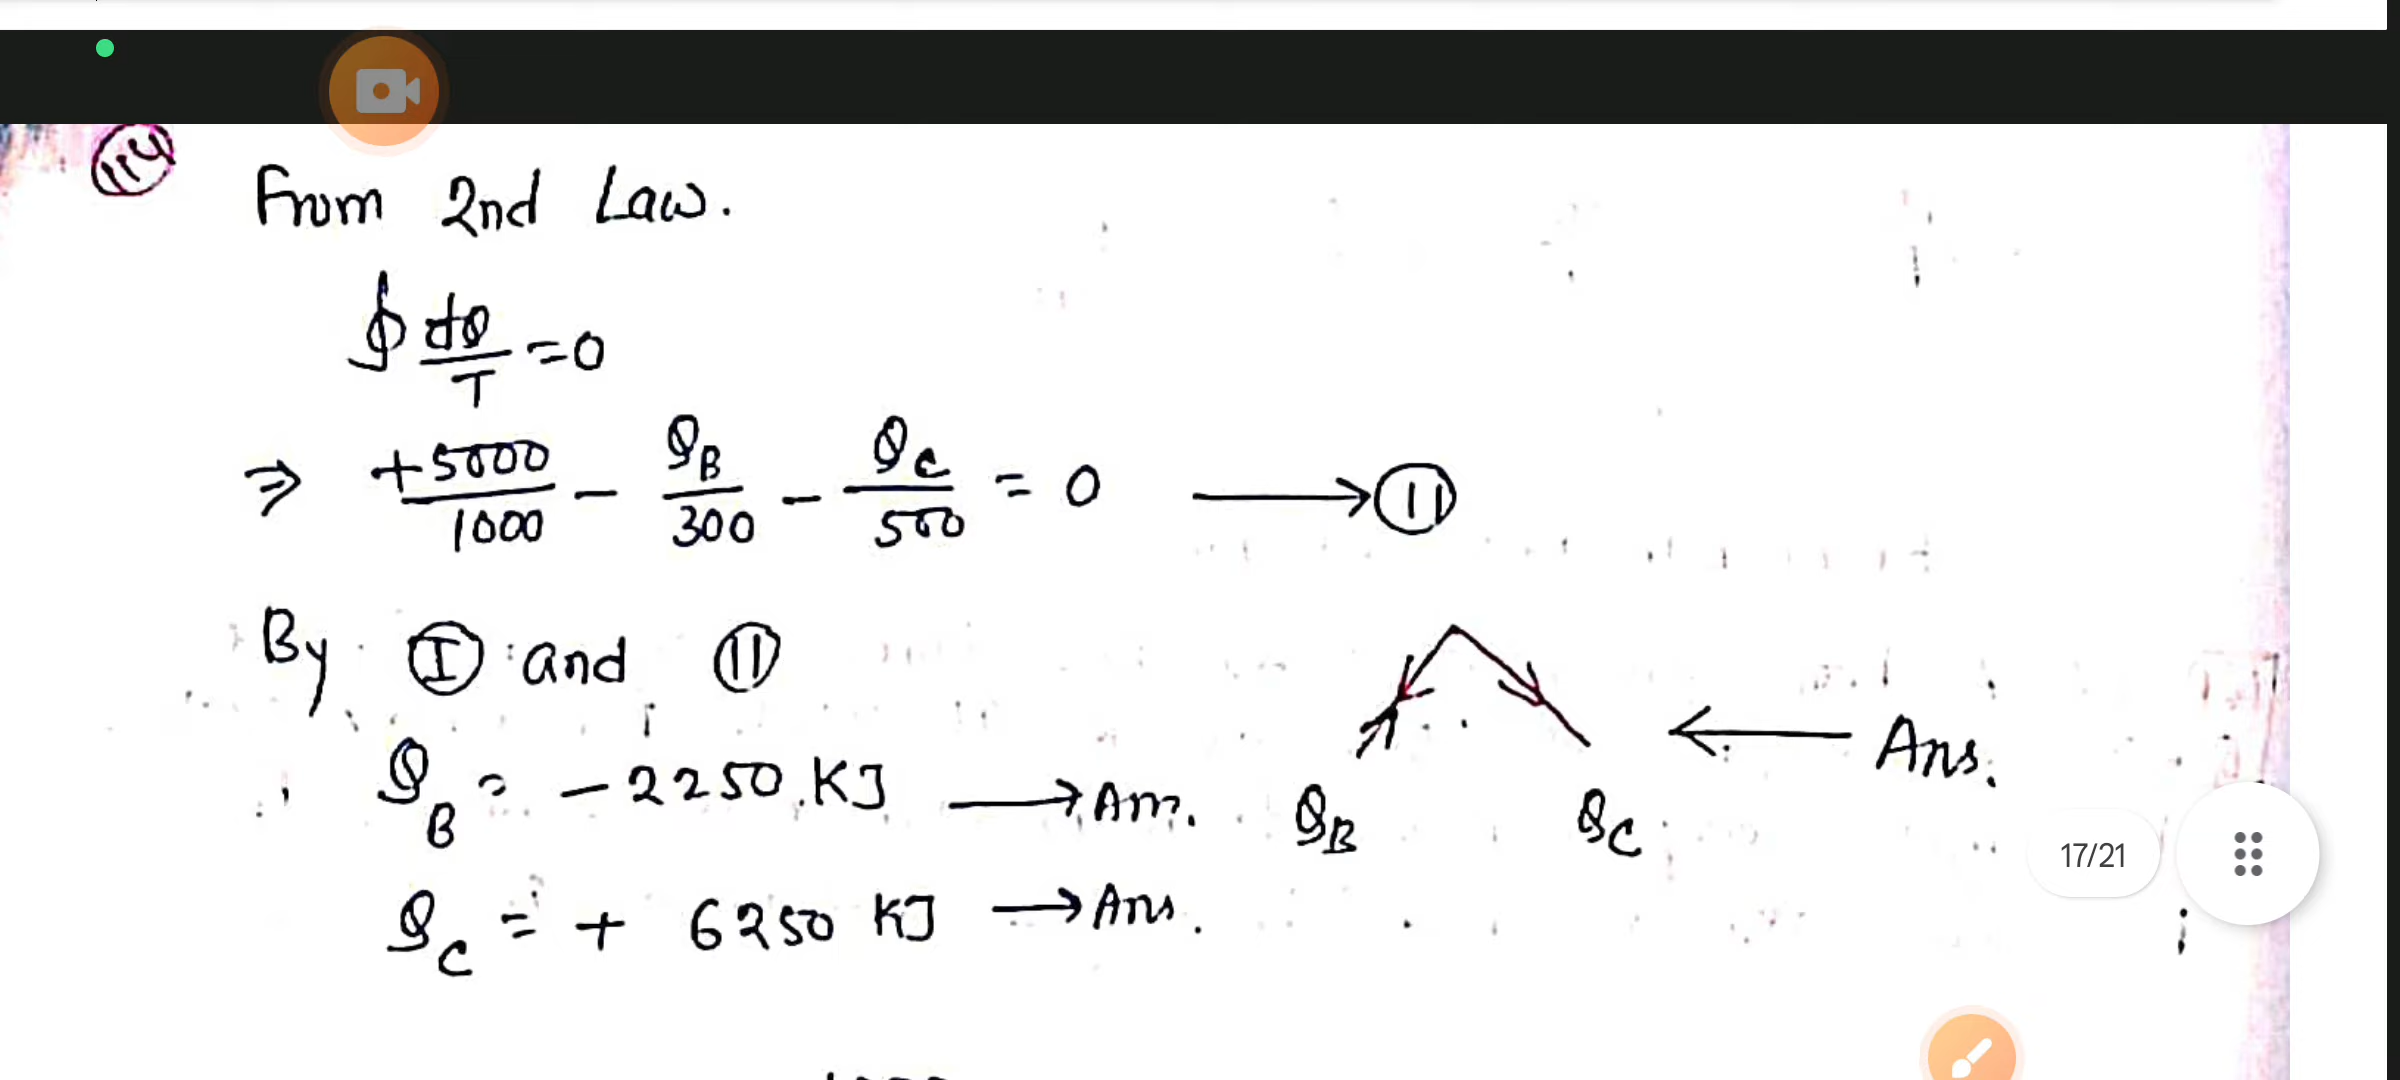 114
From 2nd Law.
∮ dQ/T = 0
⇒ +5000/1000 - Q_B/300 - Q_C/500 = 0 → (II)
By (I) and (II)
Q_B = - 2250 KJ → Ans. Q_B Q_C ← Ans.
Q_C = + 6250 KJ → Ans.
17/21